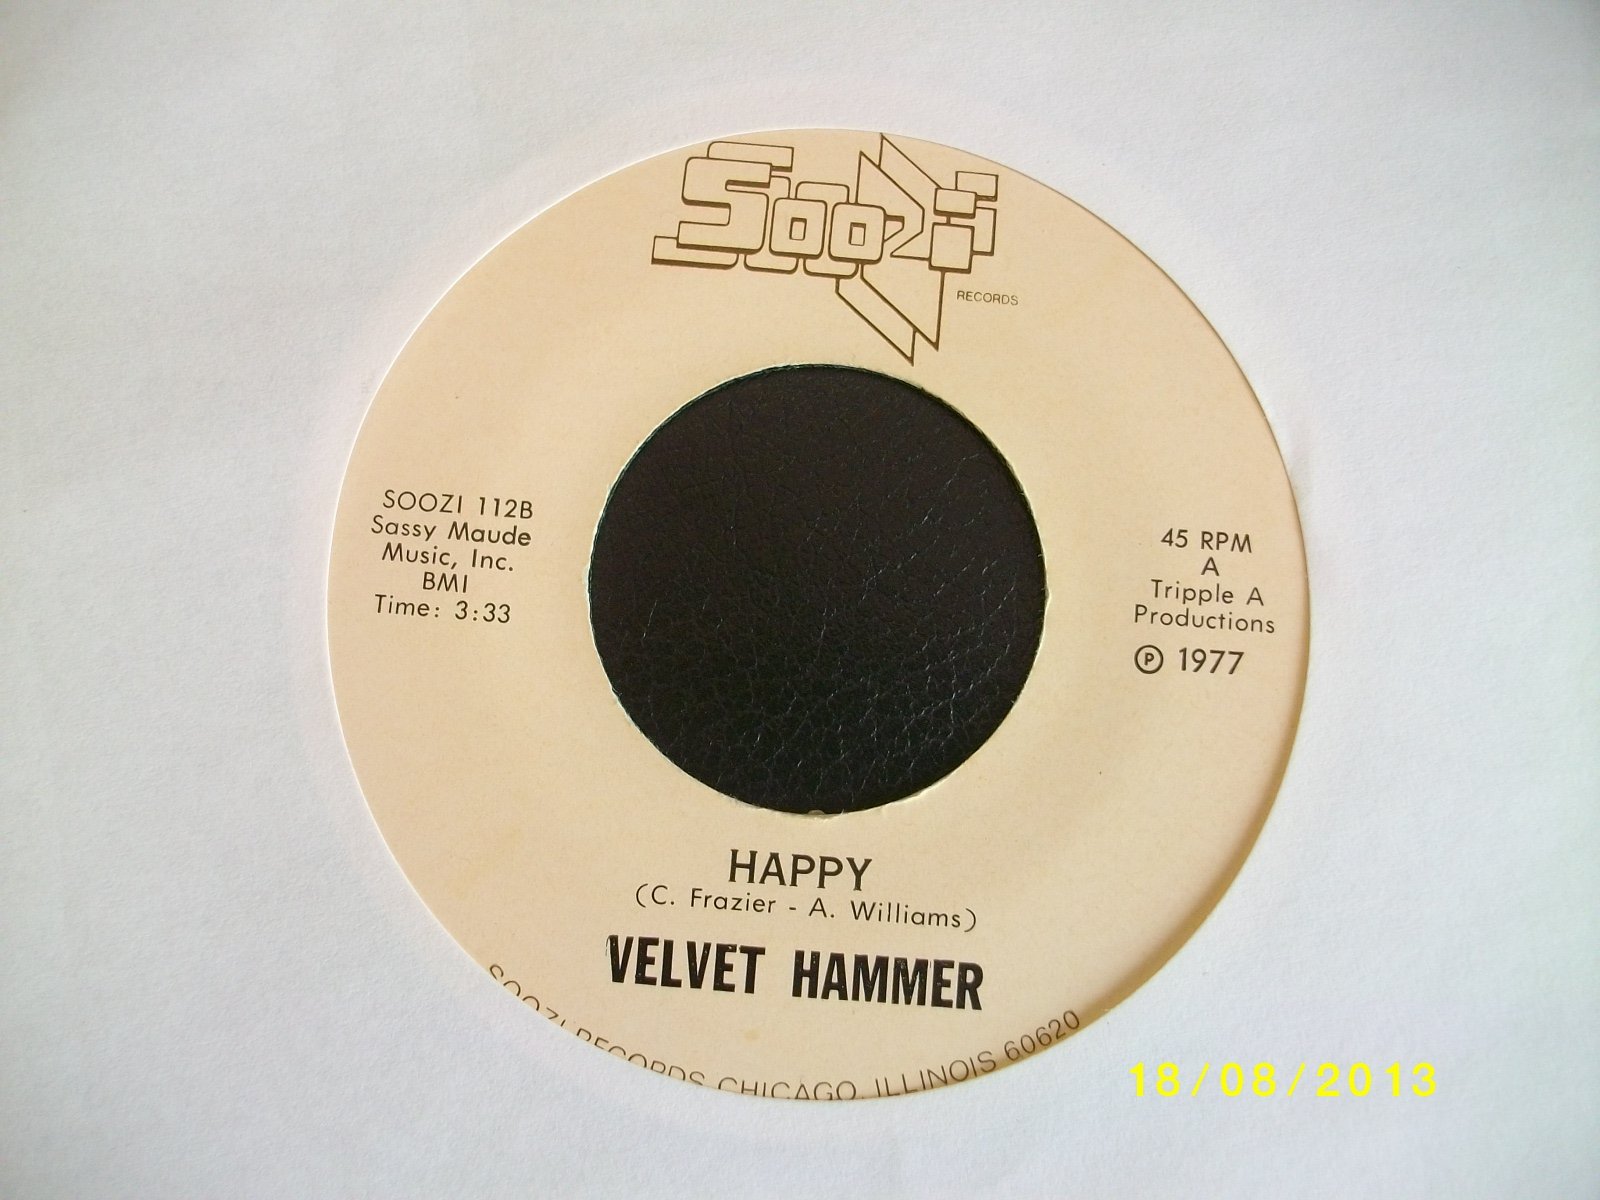 Soozi
RECORDS
SOOZI 112B
Sassy Maude
Music, Inc.
BMI
Time: 3:33
45 RPM
A
Tripple A
Productions
℗ 1977
HAPPY
(C. Frazier - A. Williams)
VELVET HAMMER
SOOZI RECORDS CHICAGO, ILLINOIS 60620
18/08/2013